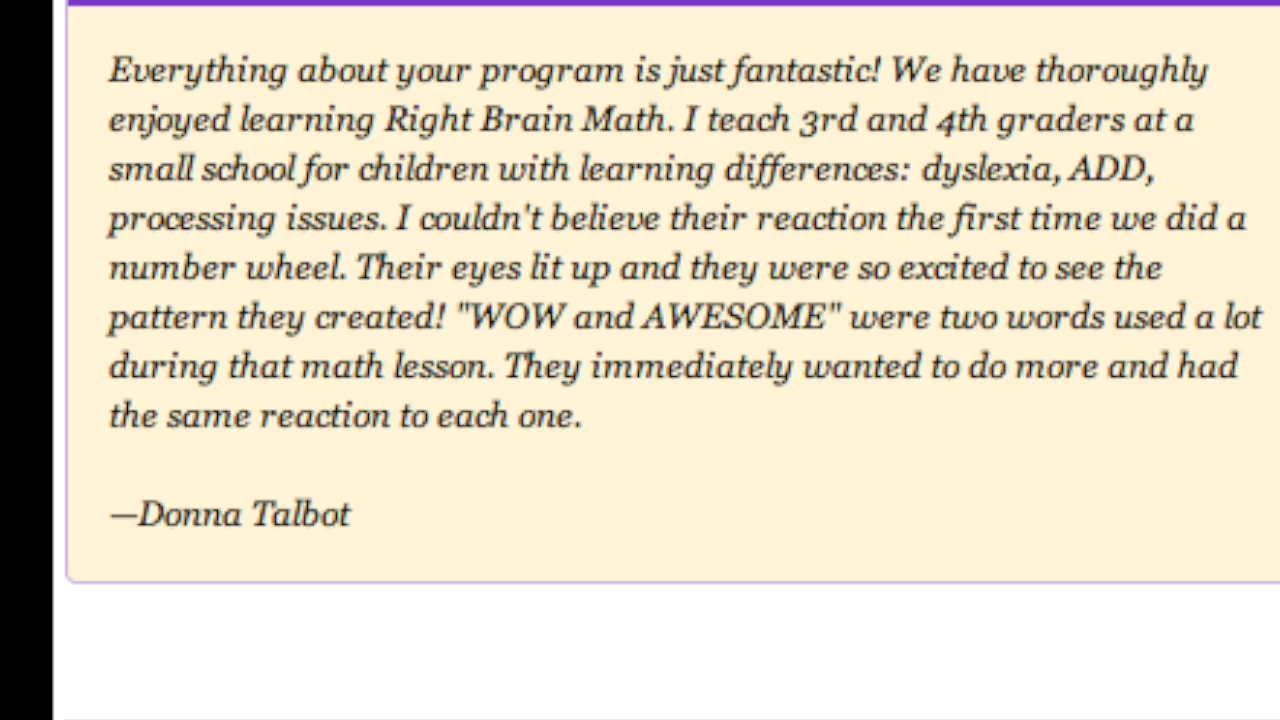 Everything about your program is just fantastic! We have thoroughly
enjoyed learning Right Brain Math. I teach 3rd and 4th graders at a
small school for children with learning differences: dyslexia, ADD,
processing issues. I couldn't believe their reaction the first time we did a
number wheel. Their eyes lit up and they were so excited to see the
pattern they created! "WOW and AWESOME" were two words used a lot
during that math lesson. They immediately wanted to do more and had
the same reaction to each one.
—Donna Talbot